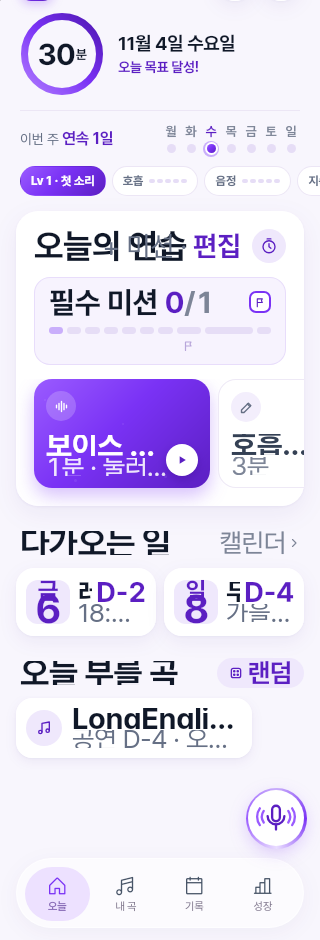 30분
11월 4일 수요일
오늘 목표 달성!
이번 주 연속 1일
월 화 수 목 금 토 일
Lv 1 · 첫 소리
호흡
음정
오늘의 연습
+ 미션
편집
필수 미션 0/1
보이스 ...
1분 · 눌러...
호흡...
3분
다가오는 일
캘린더 ›
금
6
D-2
18:...
일
8
D-4
가을...
오늘 부를 곡
랜덤
LongEngli...
공연 D-4 · 오...
오늘
내 곡
기록
성장